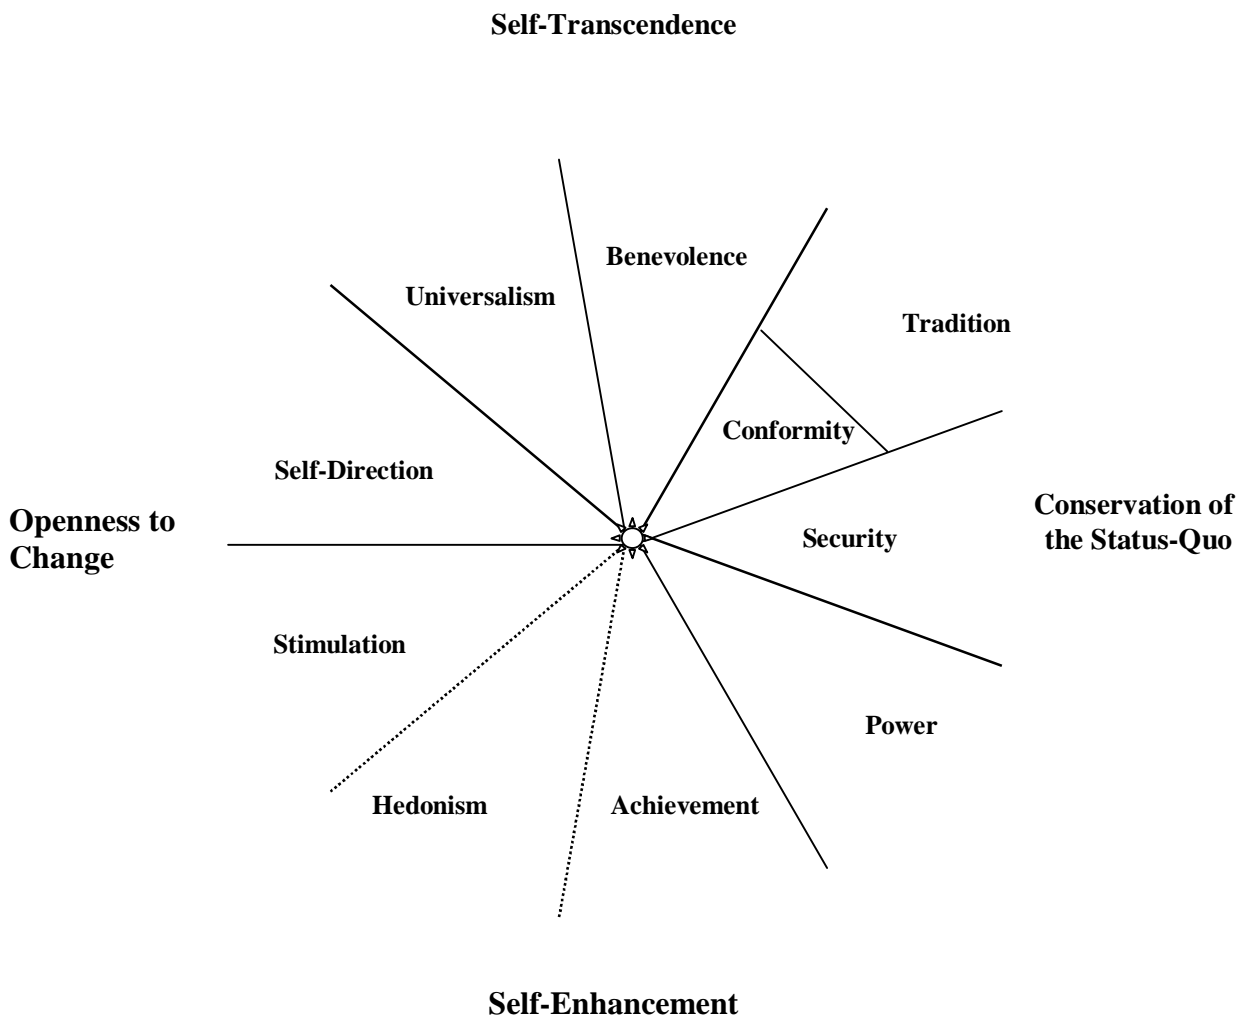 Self-Transcendence
Benevolence
Universalism
Tradition
Conformity
Self-Direction
Conservation of
the Status-Quo
Openness to
Change
Security
Stimulation
Power
Hedonism
Achievement
Self-Enhancement